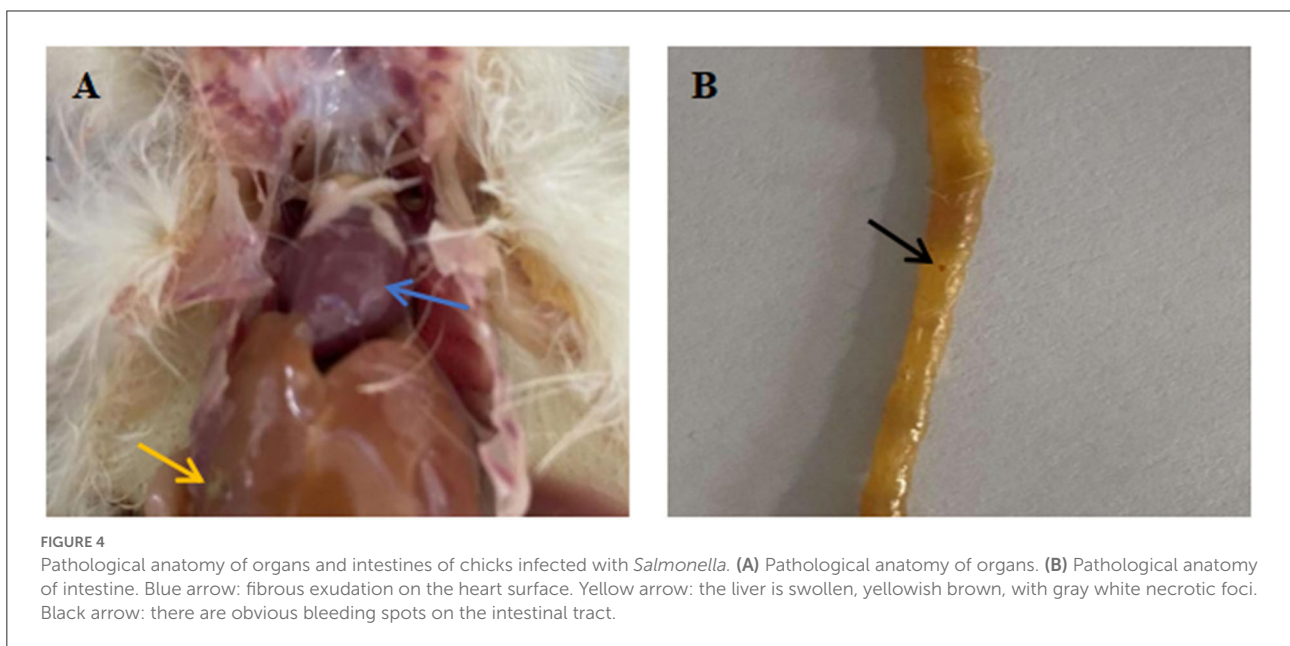 A
B
FIGURE 4
Pathological anatomy of organs and intestines of chicks infected with Salmonella. (A) Pathological anatomy of organs. (B) Pathological anatomy
of intestine. Blue arrow: fibrous exudation on the heart surface. Yellow arrow: the liver is swollen, yellowish brown, with gray white necrotic foci.
Black arrow: there are obvious bleeding spots on the intestinal tract.